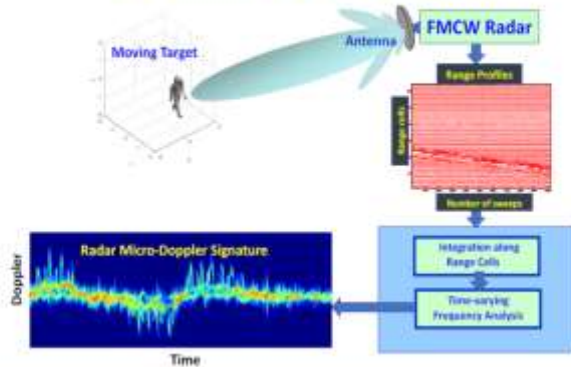 FMCW Radar
Antenna
Moving Target
Range Profiles
Range cells
Number of sweeps
Integration along
Range Cells
Time-varying
Frequency Analysis
Radar Micro-Doppler Signature
Doppler
Time